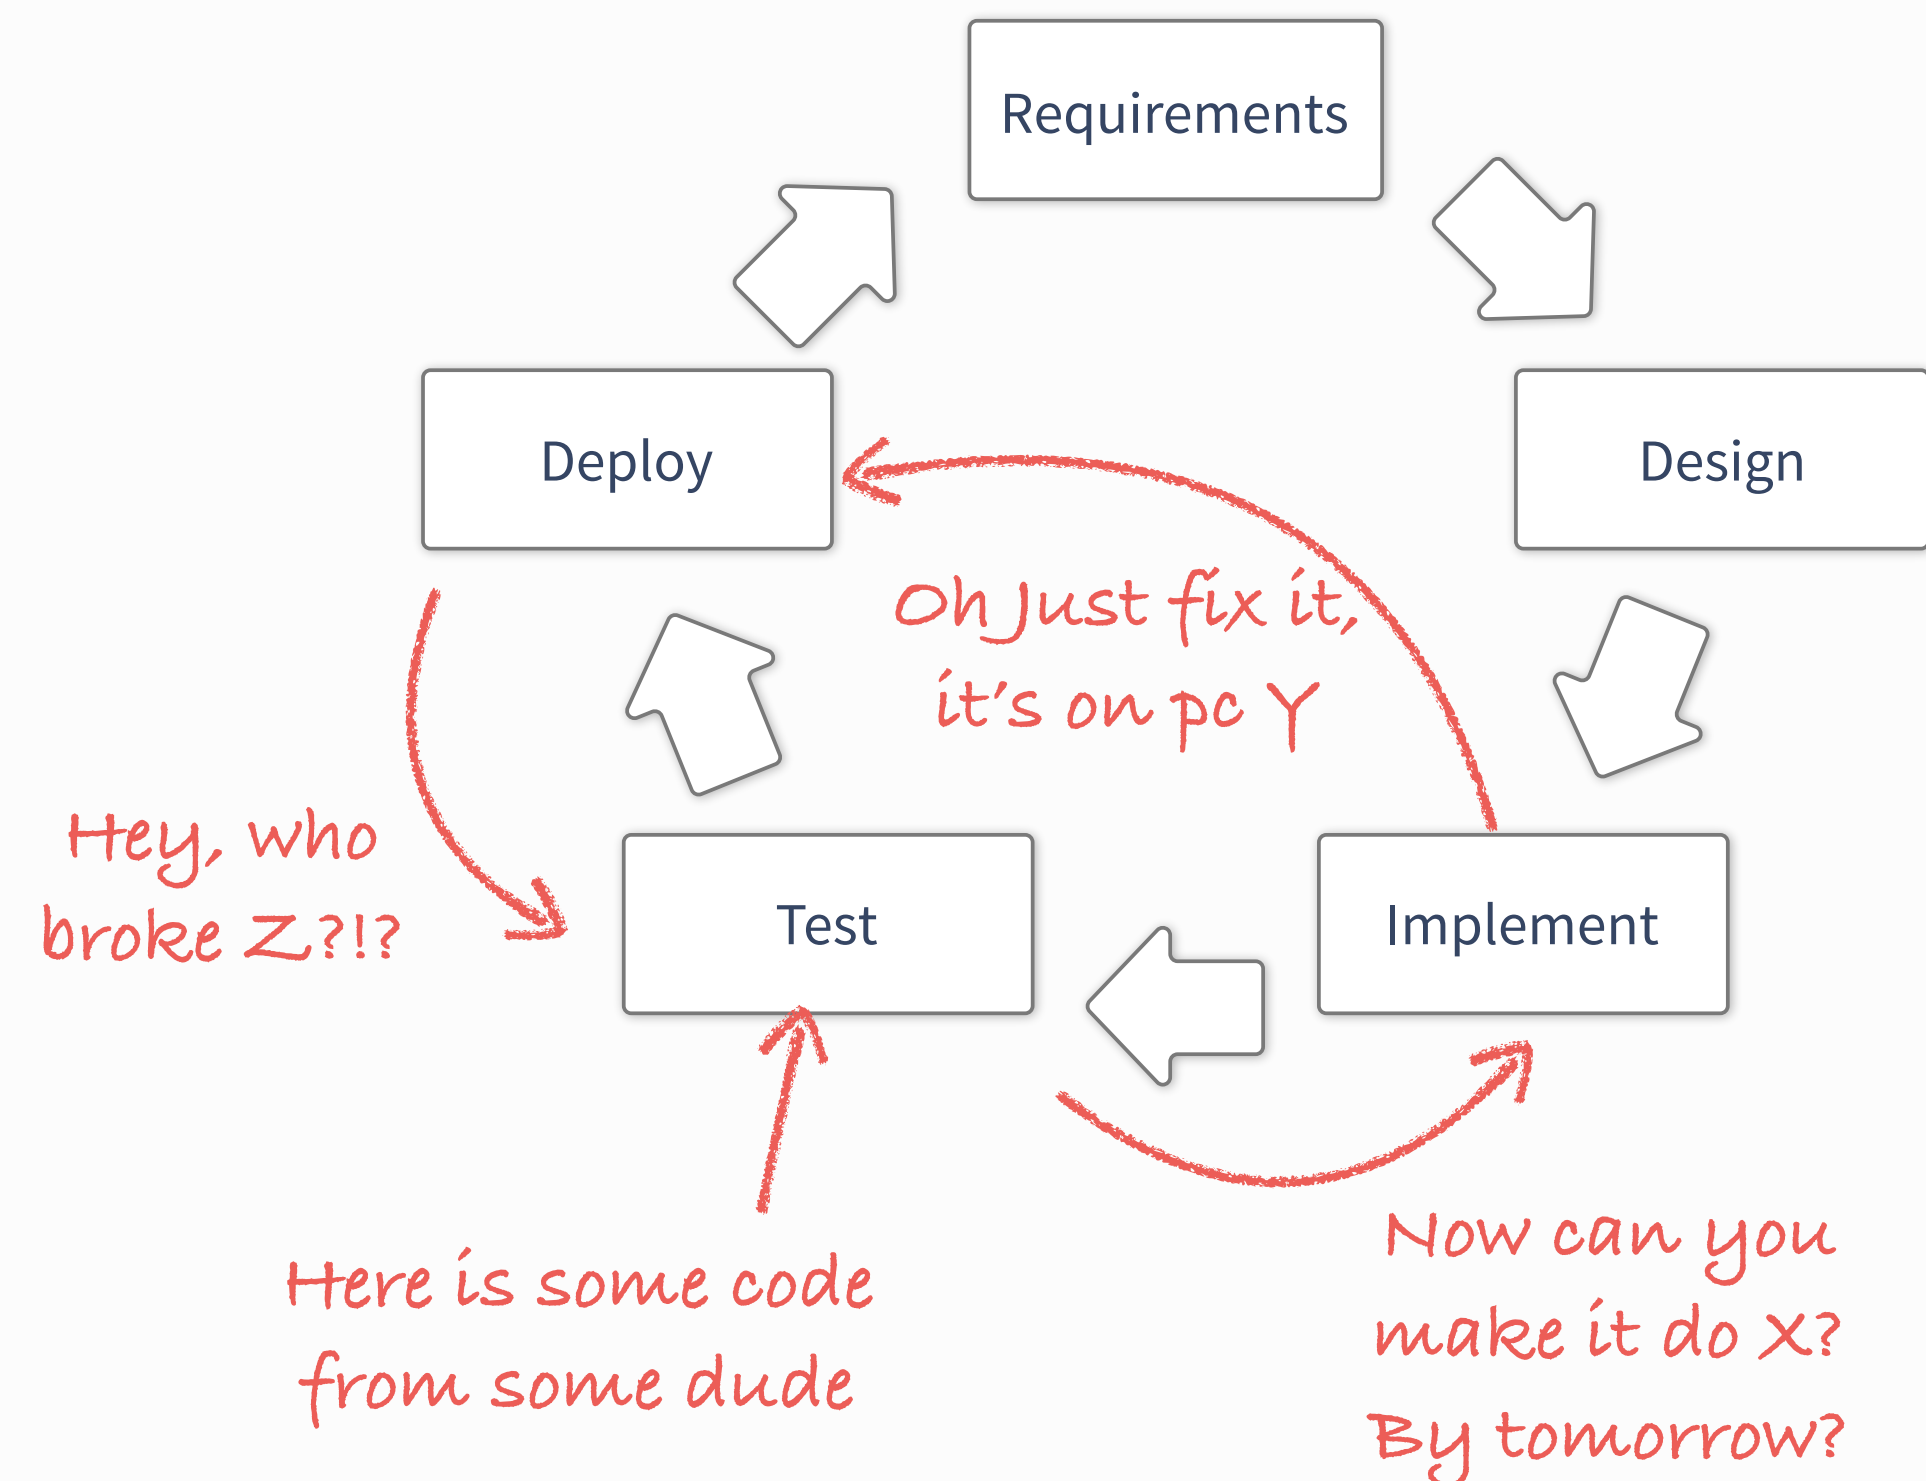 Requirements
Deploy
Design
Oh Just fix it,
it's on pc Y
Hey, who
broke Z?!?
Test
Implement
Here is some code
from some dude
Now can you
make it do X?
By tomorrow?